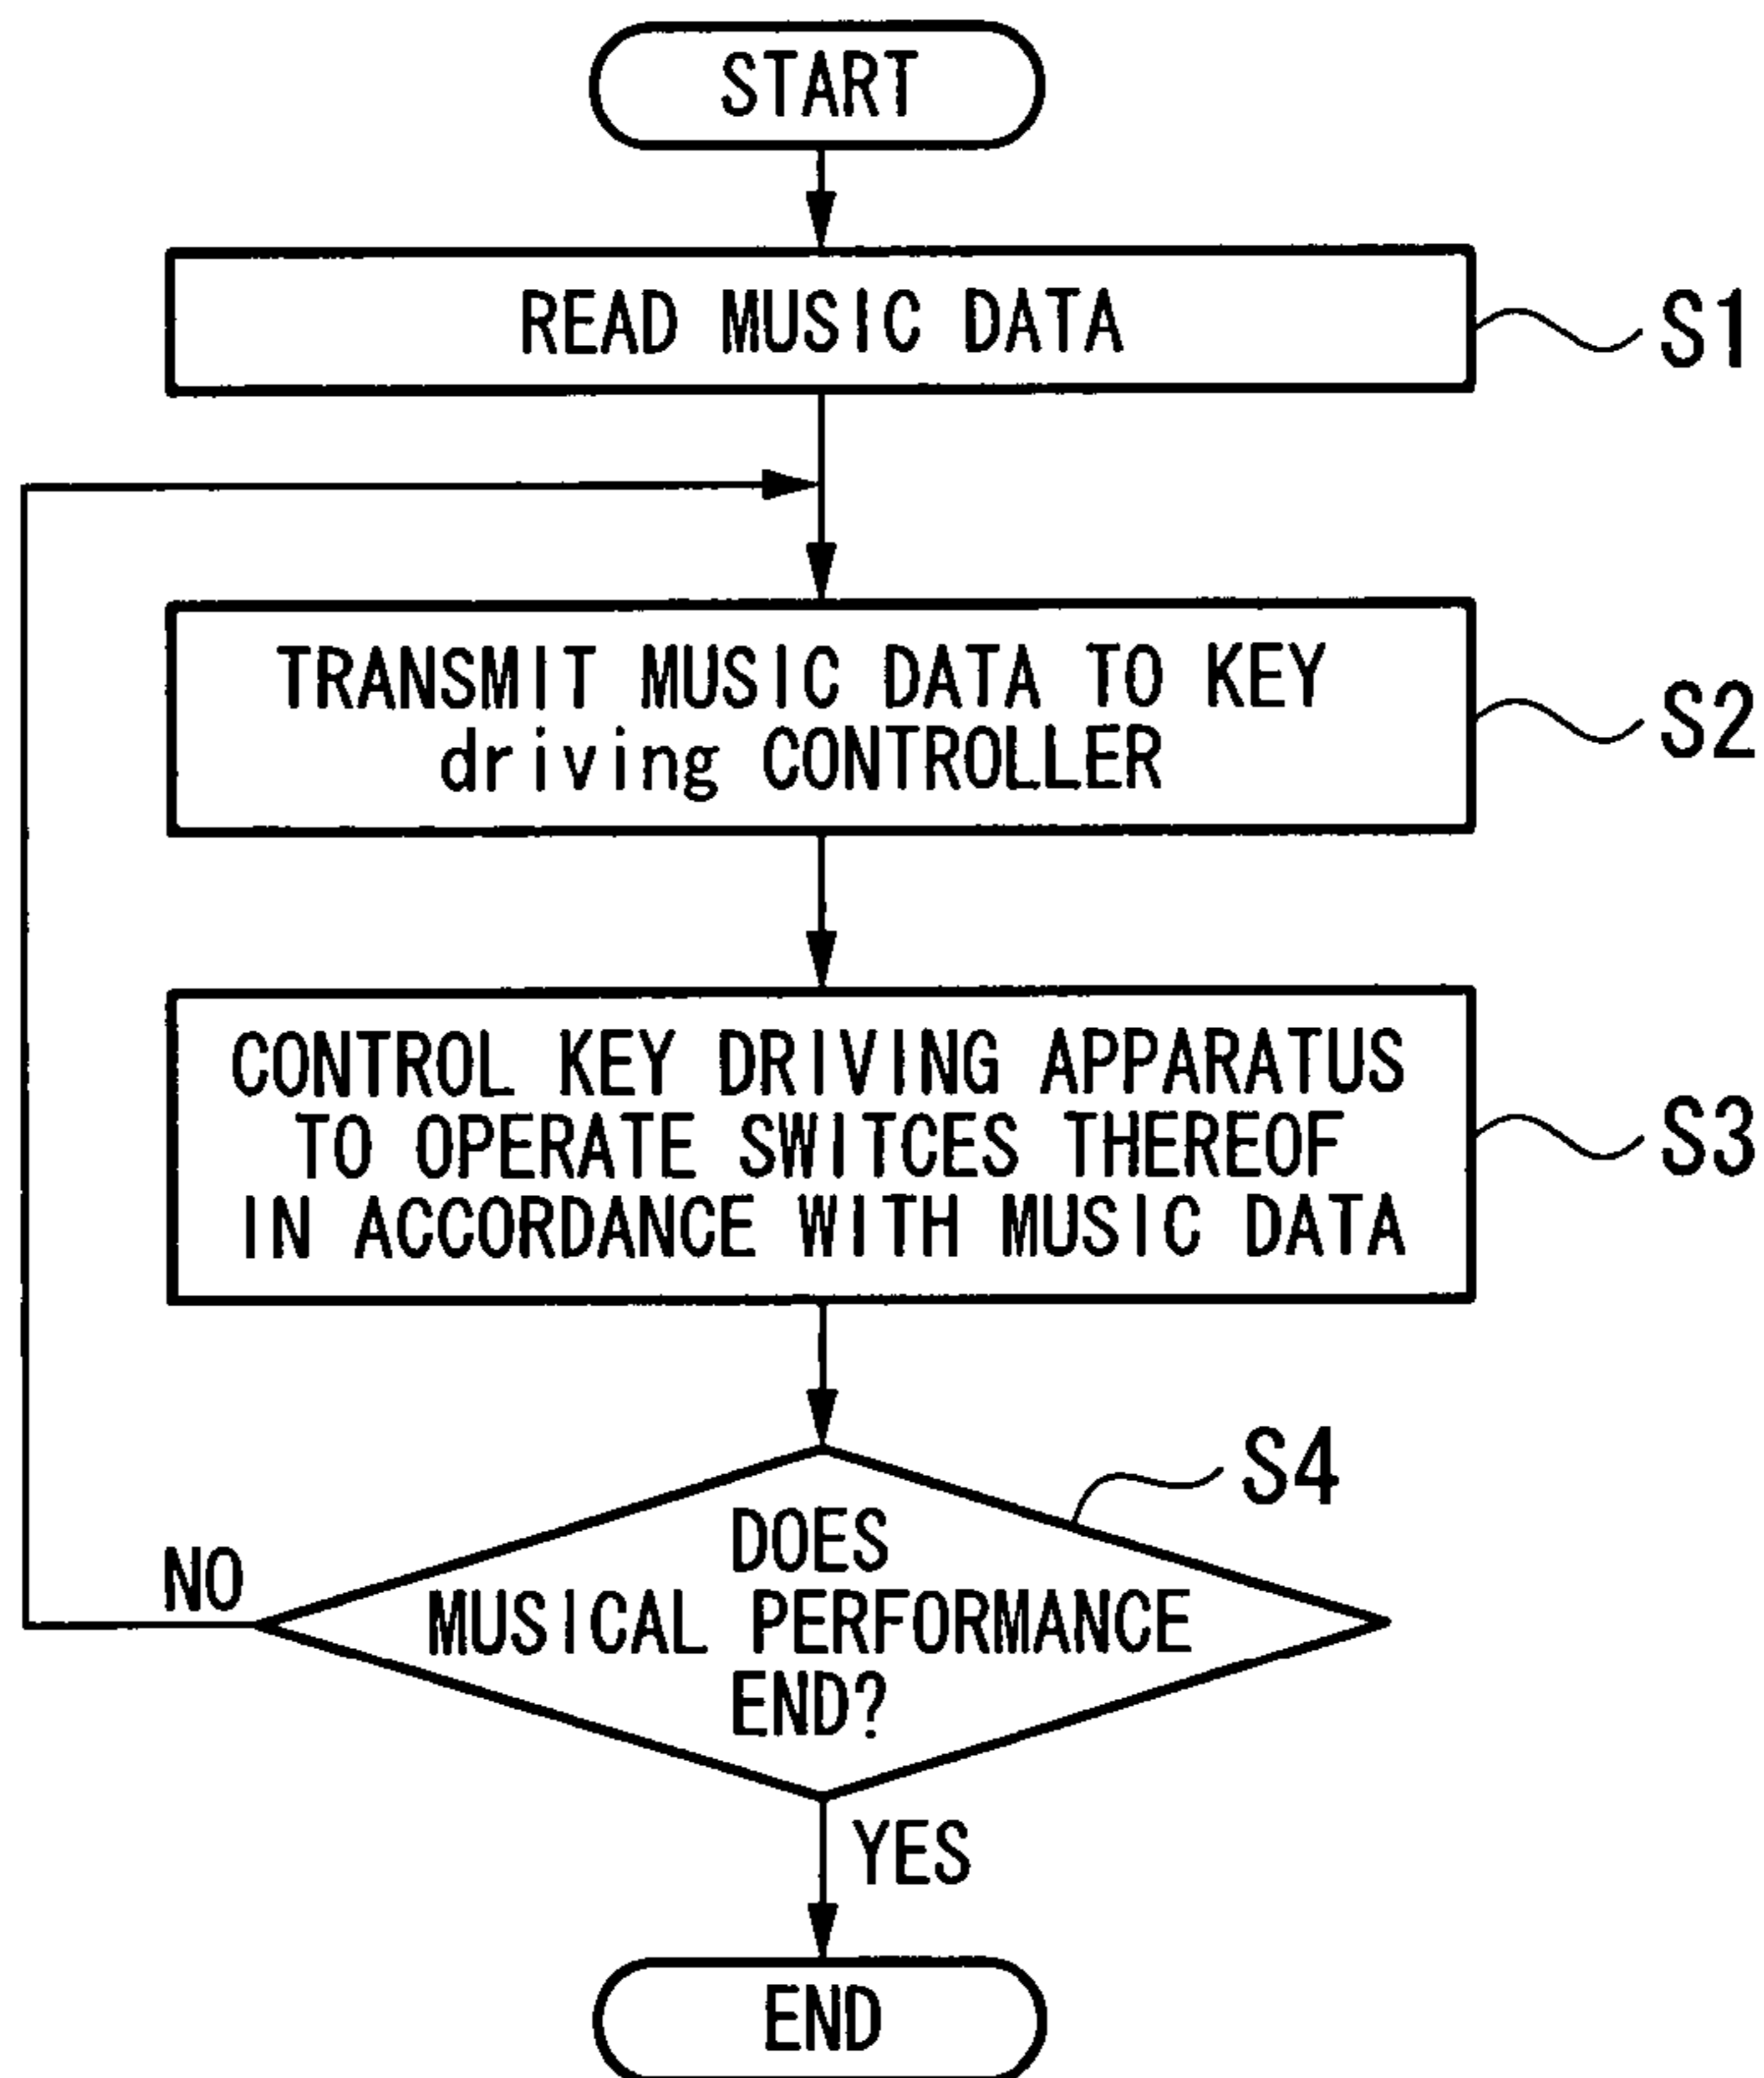 START
READ MUSIC DATA
S1
TRANSMIT MUSIC DATA TO KEY
driving CONTROLLER
S2
CONTROL KEY DRIVING APPARATUS
TO OPERATE SWITCES THEREOF
IN ACCORDANCE WITH MUSIC DATA
S3
S4
DOES
MUSICAL PERFORMANCE
END?
NO
YES
END